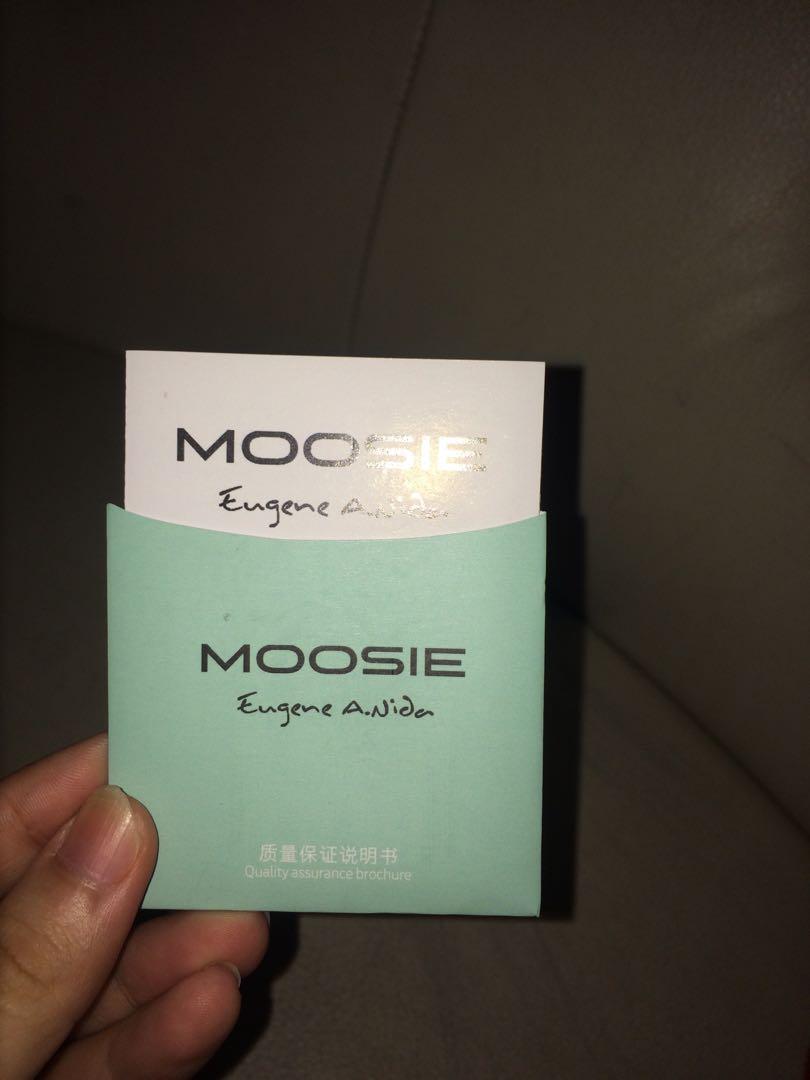 MOOSIE
Eugene A.Nida
MOOSIE
Eugene A.Nida
质量保证说明书
Quality assurance brochure